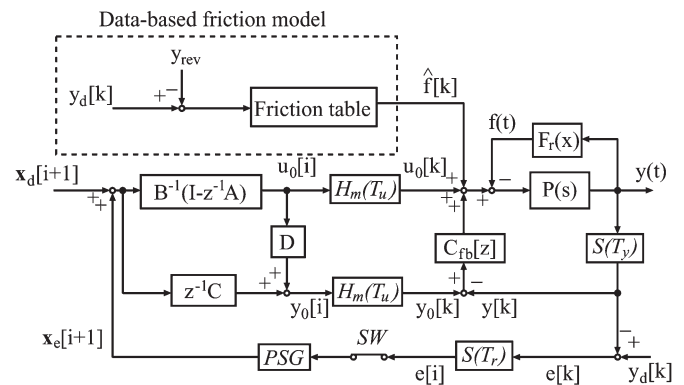 Data-based friction model
y_rev
y_d[k] + −
Friction table
f̂[k]
f(t)
F_r(x)
x_d[i+1]
u_0[i]
u_0[k]
+
+ − y(t)
+ +
B⁻¹(I-z⁻¹A)
H_m(T_u)
+ +
P(s)
D
C_fb[z]
S(T_y)
z⁻¹C
+ +
H_m(T_u)
+ −
y_0[i]
y_0[k]
y[k]
x_e[i+1]
SW
−
+
PSG
S(T_r)
e[i]
e[k]
y_d[k]